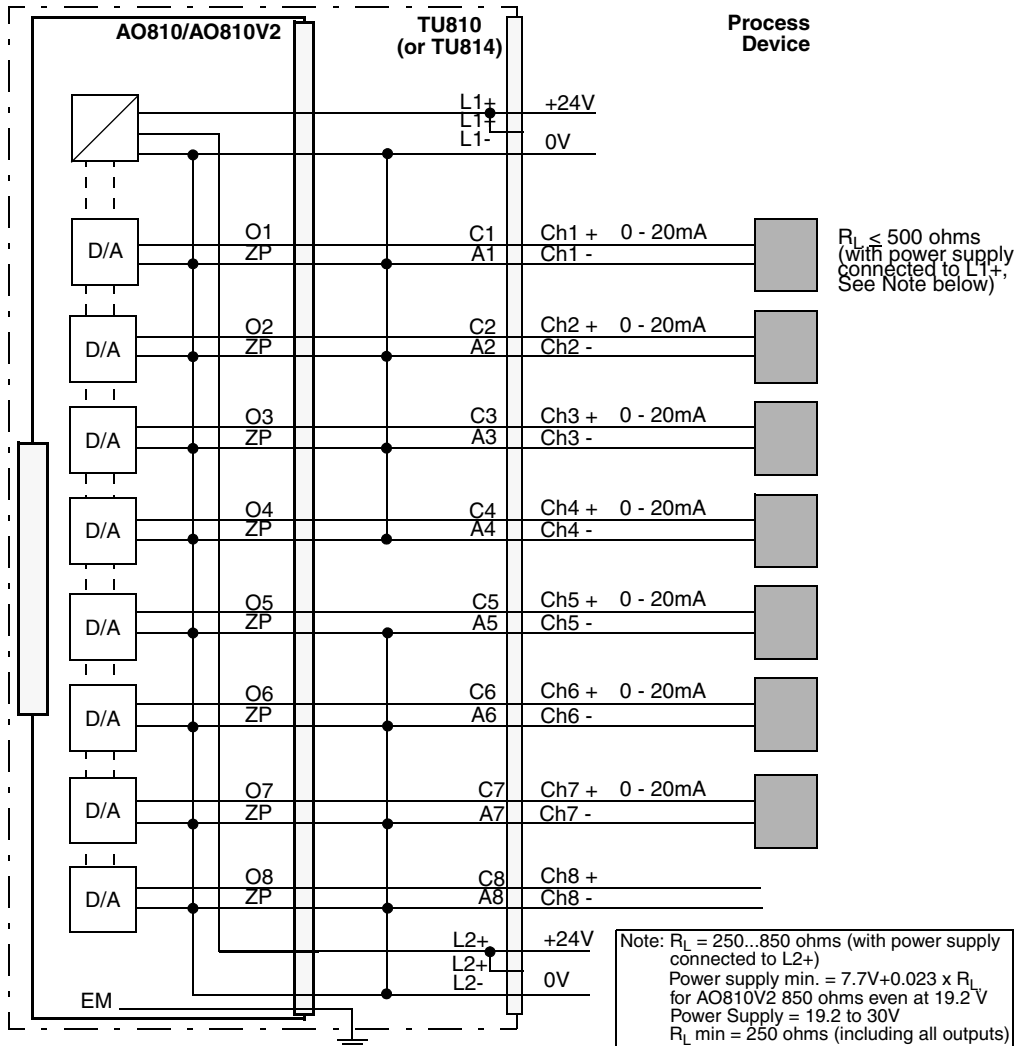 AO810/AO810V2
TU810
(or TU814)
Process
Device
L1+
+24V
L1+
L1-
0V
D/A
O1
C1
Ch1 +
0 - 20mA
ZP
A1
Ch1 -
R_L ≤ 500 ohms
(with power supply
connected to L1+,
See Note below)
D/A
O2
C2
Ch2 +
0 - 20mA
ZP
A2
Ch2 -
D/A
O3
C3
Ch3 +
0 - 20mA
ZP
A3
Ch3 -
D/A
O4
C4
Ch4 +
0 - 20mA
ZP
A4
Ch4 -
D/A
O5
C5
Ch5 +
0 - 20mA
ZP
A5
Ch5 -
D/A
O6
C6
Ch6 +
0 - 20mA
ZP
A6
Ch6 -
D/A
O7
C7
Ch7 +
0 - 20mA
ZP
A7
Ch7 -
D/A
O8
C8
Ch8 +
ZP
A8
Ch8 -
L2+
+24V
L2+
L2-
0V
EM
Note: R_L = 250...850 ohms (with power supply
connected to L2+)
Power supply min. = 7.7V+0.023 x R_L,
for AO810V2 850 ohms even at 19.2 V
Power Supply = 19.2 to 30V
R_L min = 250 ohms (including all outputs)